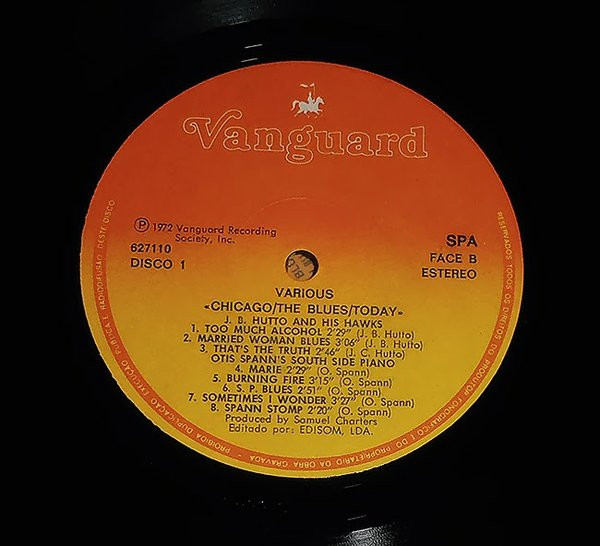 Vanguard
Ⓟ 1972 Vanguard Recording
Society, Inc.
627110
DISCO 1
SPA
FACE B
ESTEREO
VARIOUS
«CHICAGO/THE BLUES/TODAY»
J. B. HUTTO AND HIS HAWKS
1. TOO MUCH ALCOHOL 2'29" (J. B. Hutto)
2. MARRIED WOMAN BLUES 3'06" (J. B. Hutto)
3. THAT'S THE TRUTH 2'46" (J. C. Hutto)
OTIS SPANN'S SOUTH SIDE PIANO
4. MARIE 2'29" (O. Spann)
5. BURNING FIRE 3'15" (O. Spann)
6. S. P. BLUES 2'51" (O. Spann)
7. SOMETIMES I WONDER 3'27" (O. Spann)
8. SPANN STOMP 2'20" (O. Spann)
Produced by Samuel Charters
Editado por: EDISOM, LDA.
RESERVADOS TODOS OS DIREITOS DO PRODUTOR FONOGRAFICO E DO PROPRIETARIO DA OBRA GRAVADA - PROIBIDA DUPLICAÇÃO EXECUÇÃO PUBLICA E RADIODIFUSÃO DESTE DISCO